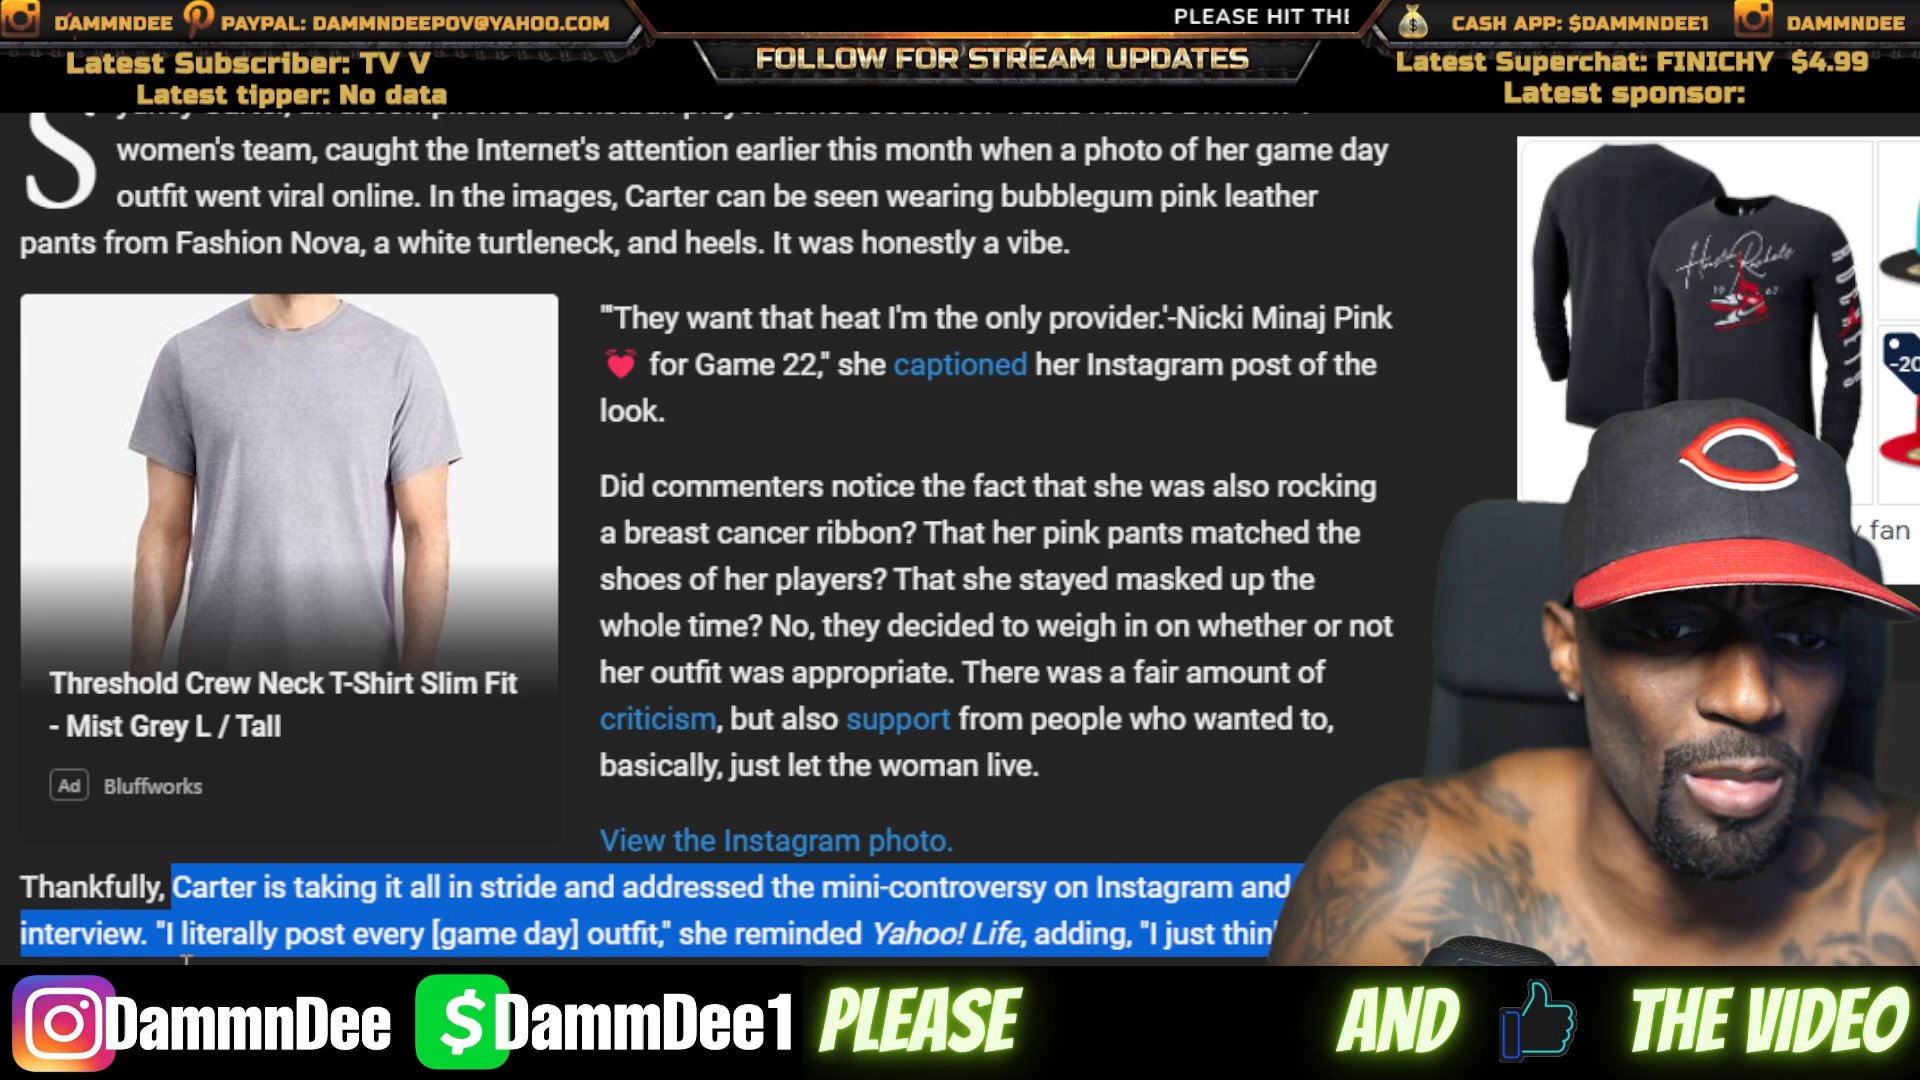 DAMMNDEE PAYPAL: DAMMNDEEPOV@YAHOO.COM
PLEASE HIT THE
CASH APP: $DAMMNDEE1 DAMMNDEE
FOLLOW FOR STREAM UPDATES
Latest Subscriber: TV V
Latest tipper: No data
Latest Superchat: FINICHY $4.99
Latest sponsor:
S
women's team, caught the Internet's attention earlier this month when a photo of her game day
outfit went viral online. In the images, Carter can be seen wearing bubblegum pink leather
pants from Fashion Nova, a white turtleneck, and heels. It was honestly a vibe.
"'They want that heat I'm the only provider.'-Nicki Minaj Pink
💓 for Game 22," she captioned her Instagram post of the
look.
Did commenters notice the fact that she was also rocking
a breast cancer ribbon? That her pink pants matched the
shoes of her players? That she stayed masked up the
whole time? No, they decided to weigh in on whether or not
her outfit was appropriate. There was a fair amount of
criticism, but also support from people who wanted to,
basically, just let the woman live.
View the Instagram photo.
Threshold Crew Neck T-Shirt Slim Fit
- Mist Grey L / Tall
Ad Bluffworks
Thankfully, Carter is taking it all in stride and addressed the mini-controversy on Instagram and
interview. "I literally post every [game day] outfit," she reminded Yahoo! Life, adding, "I just thin
Rockets
19 67
-20
fan
C
DammnDee $ DammDee1 PLEASE AND THE VIDEO